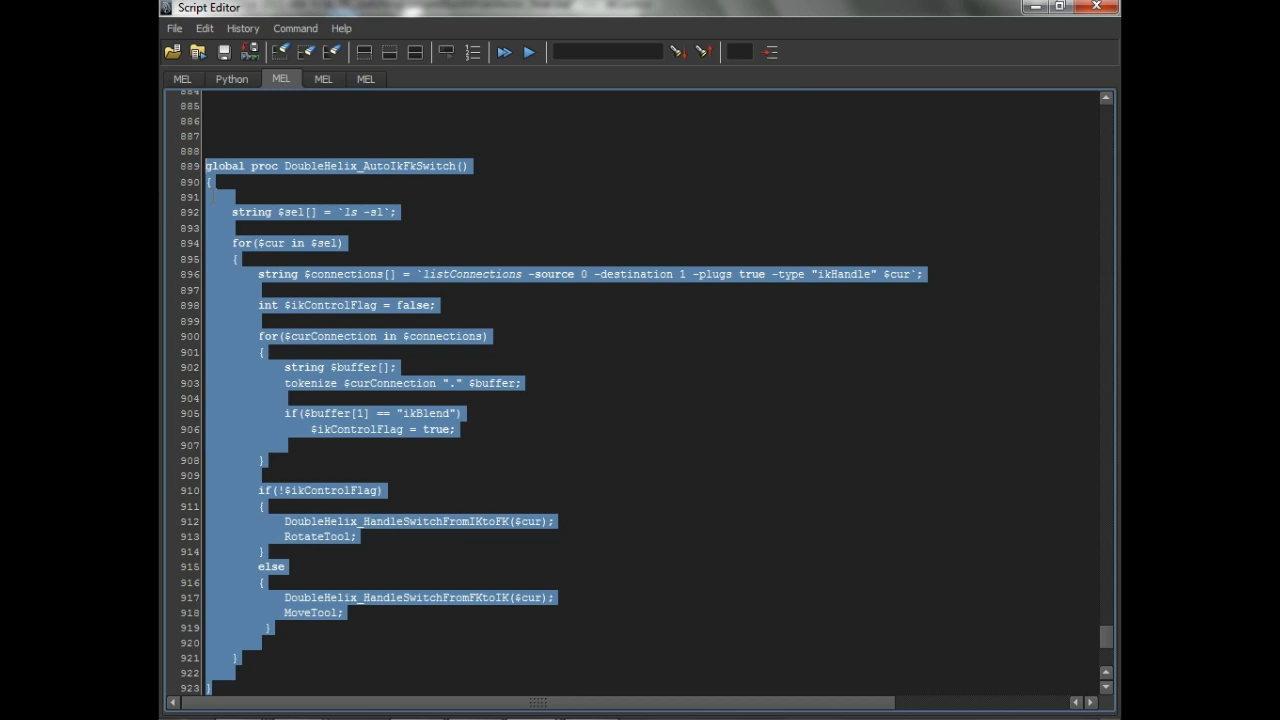 Script Editor
File Edit History Command Help
MEL Python MEL MEL MEL
884
885
886
887
888
889 global proc DoubleHelix_AutoIkFkSwitch()
890 {
891
892 string $sel[] = `ls -sl`;
893
894 for($cur in $sel)
895 {
896 string $connections[] = `listConnections -source 0 -destination 1 -plugs true -type "ikHandle" $cur`;
897
898 int $ikControlFlag = false;
899
900 for($curConnection in $connections)
901 {
902 string $buffer[];
903 tokenize $curConnection "." $buffer;
904
905 if($buffer[1] == "ikBlend")
906 $ikControlFlag = true;
907
908 }
909
910 if(!$ikControlFlag)
911 {
912 DoubleHelix_HandleSwitchFromIKtoFK($cur);
913 RotateTool;
914 }
915 else
916 {
917 DoubleHelix_HandleSwitchFromFKtoIK($cur);
918 MoveTool;
919 }
920
921 }
922
923 }